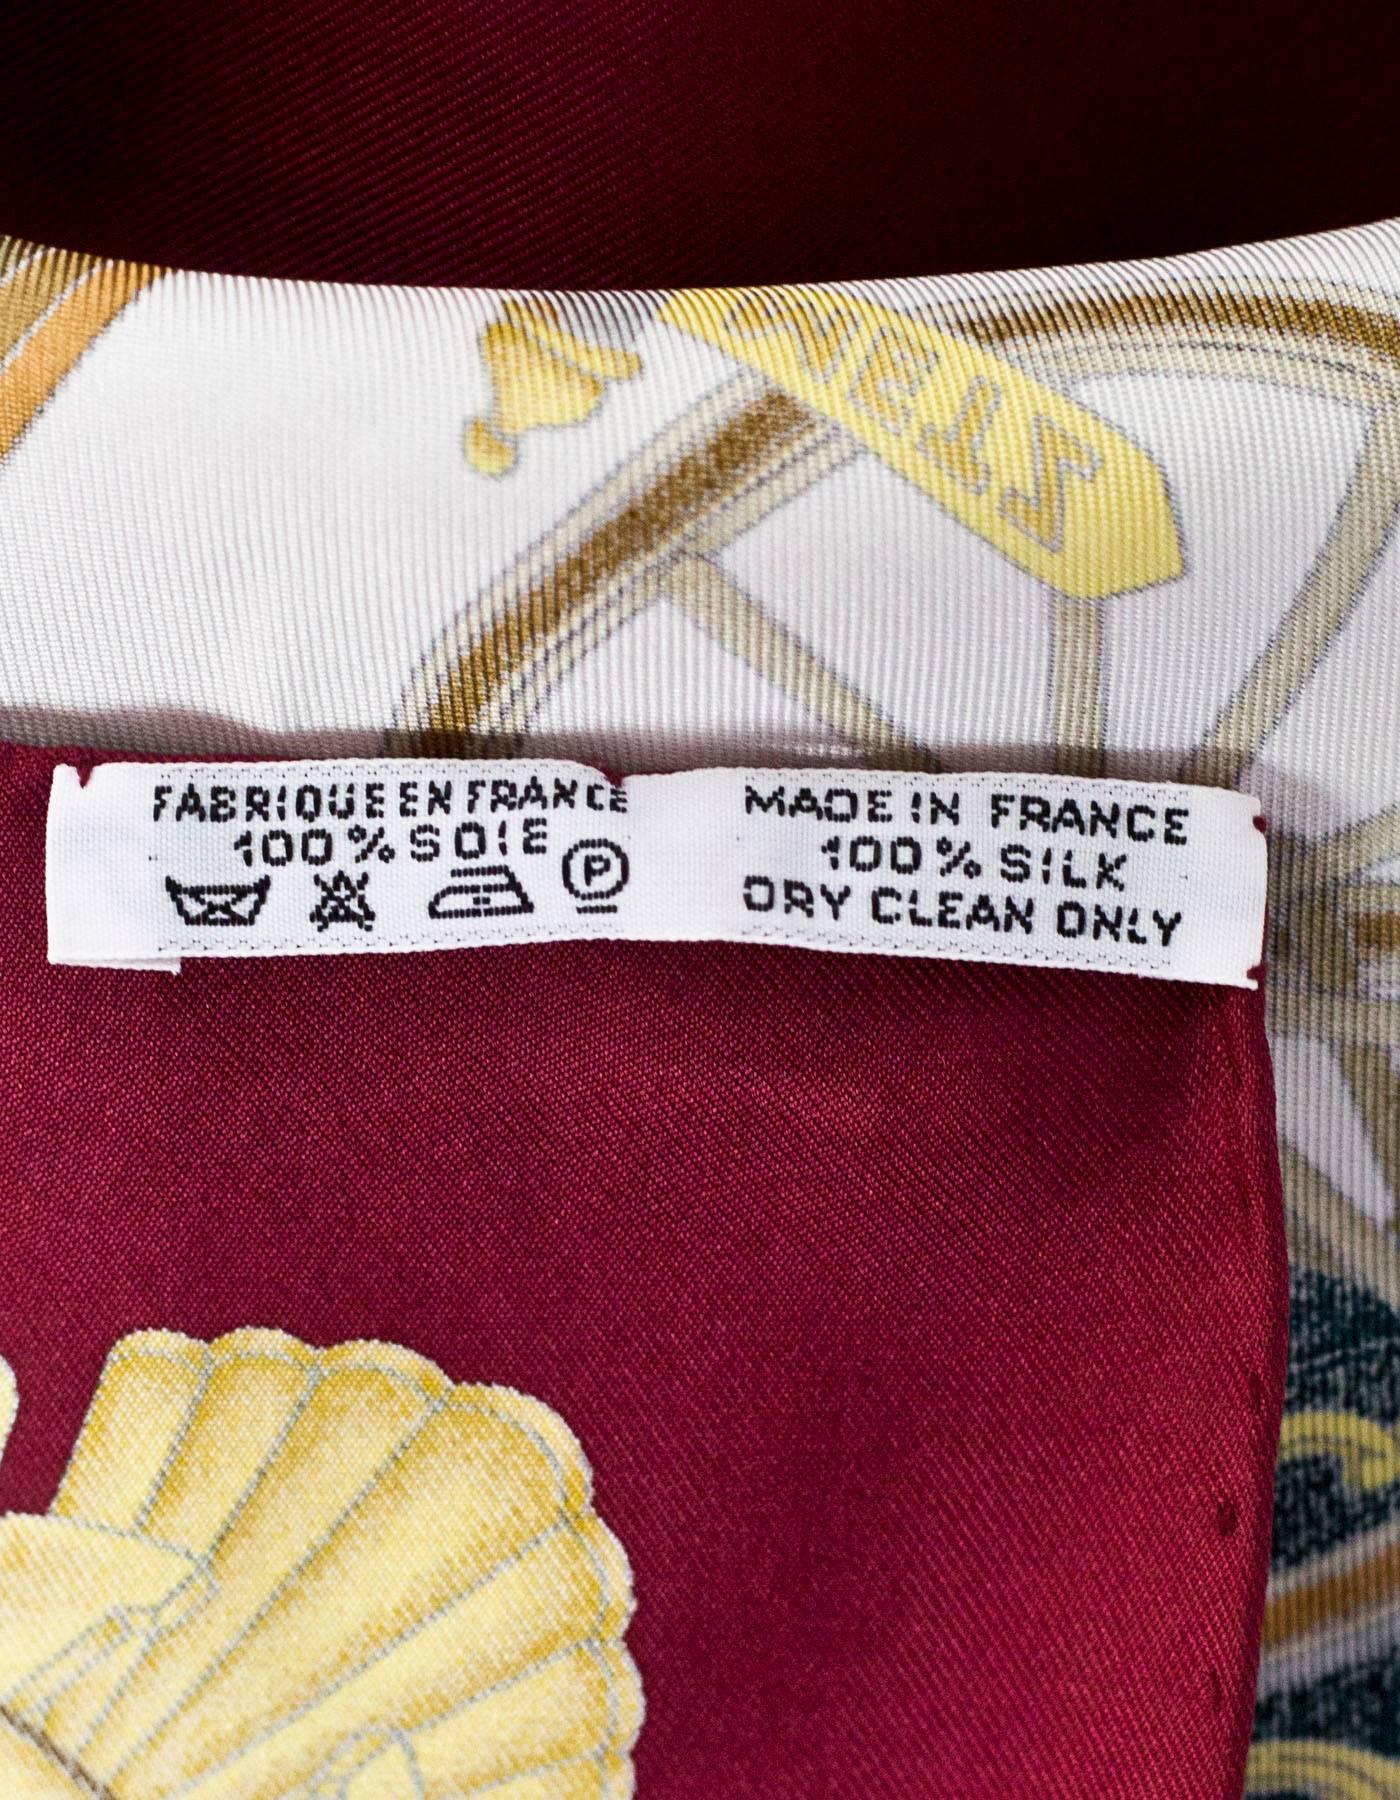 FABRIQUE EN FRANCE
100% SOIE
P
MADE IN FRANCE
100% SILK
DRY CLEAN ONLY